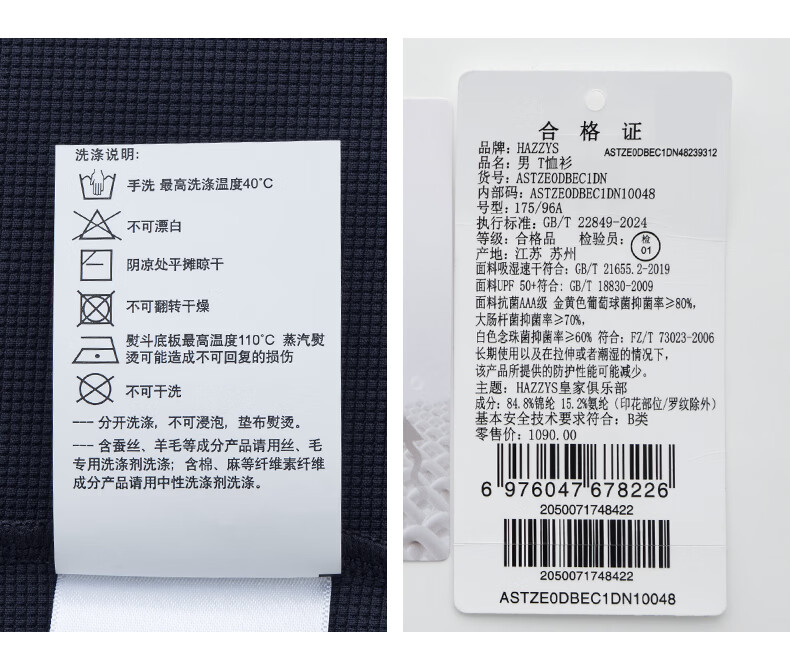 洗涤说明:
手洗 最高洗涤温度40°C
不可漂白
阴凉处平摊晾干
不可翻转干燥
熨斗底板最高温度110°C 蒸汽熨
烫可能造成不可回复的损伤
不可干洗
--- 分开洗涤，不可浸泡，垫布熨烫。
--- 含蚕丝、羊毛等成分产品请用丝、毛
专用洗涤剂洗涤；含棉、麻等纤维素纤维
成分产品请用中性洗涤剂洗涤。
合格证
品牌: HAZZYS
ASTZE0DBEC1DN48239312
品名: 男 T恤衫
货号: ASTZE0DBEC1DN
内部码: ASTZE0DBEC1DN10048
号型: 175/96A
执行标准: GB/T 22849-2024
等级: 合格品 检验员: 检 01
产地: 江苏 苏州
面料吸湿速干符合: GB/T 21655.2-2019
面料UPF 50+符合: GB/T 18830-2009
面料抗菌AAA级 金黄色葡萄球菌抑菌率≥80%,
大肠杆菌抑菌率≥70%,
白色念珠菌抑菌率≥60% 符合: FZ/T 73023-2006
长期使用以及在拉伸或者潮湿的情况下,
该产品所提供的防护性能可能减少。
主题: HAZZYS皇家俱乐部
成分: 84.8%锦纶 15.2%氨纶 (印花部位/罗纹除外)
基本安全技术要求符合: B类
零售价: 1090.00
6 976047 678226
2050071748422
2050071748422
ASTZE0DBEC1DN10048